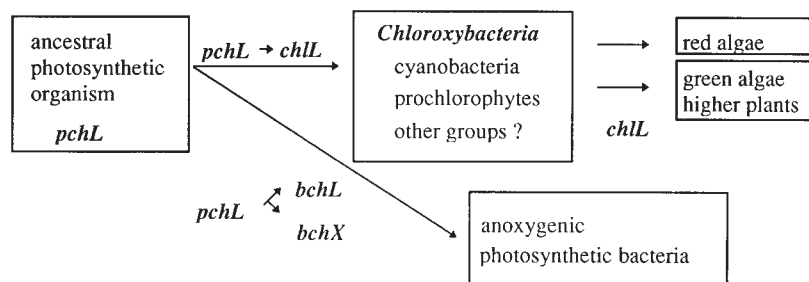 ancestral
photosynthetic
organism
pchL
pchL → chlL
Chloroxybacteria
cyanobacteria
prochlorophytes
other groups ?
chlL
red algae
green algae
higher plants
pchL
bchL
bchX
anoxygenic
photosynthetic bacteria